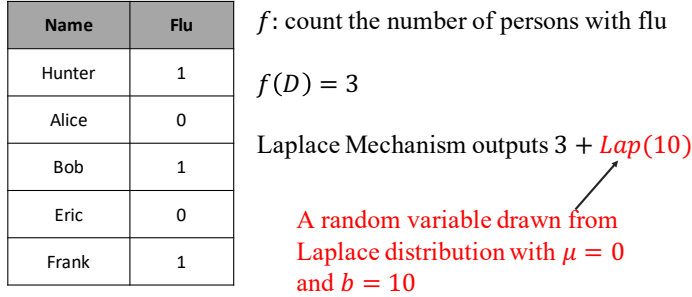 Name Flu
Hunter 1
Alice 0
Bob 1
Eric 0
Frank 1
f: count the number of persons with flu
f(D) = 3
Laplace Mechanism outputs 3 + Lap(10)
A random variable drawn from
Laplace distribution with μ = 0
and b = 10